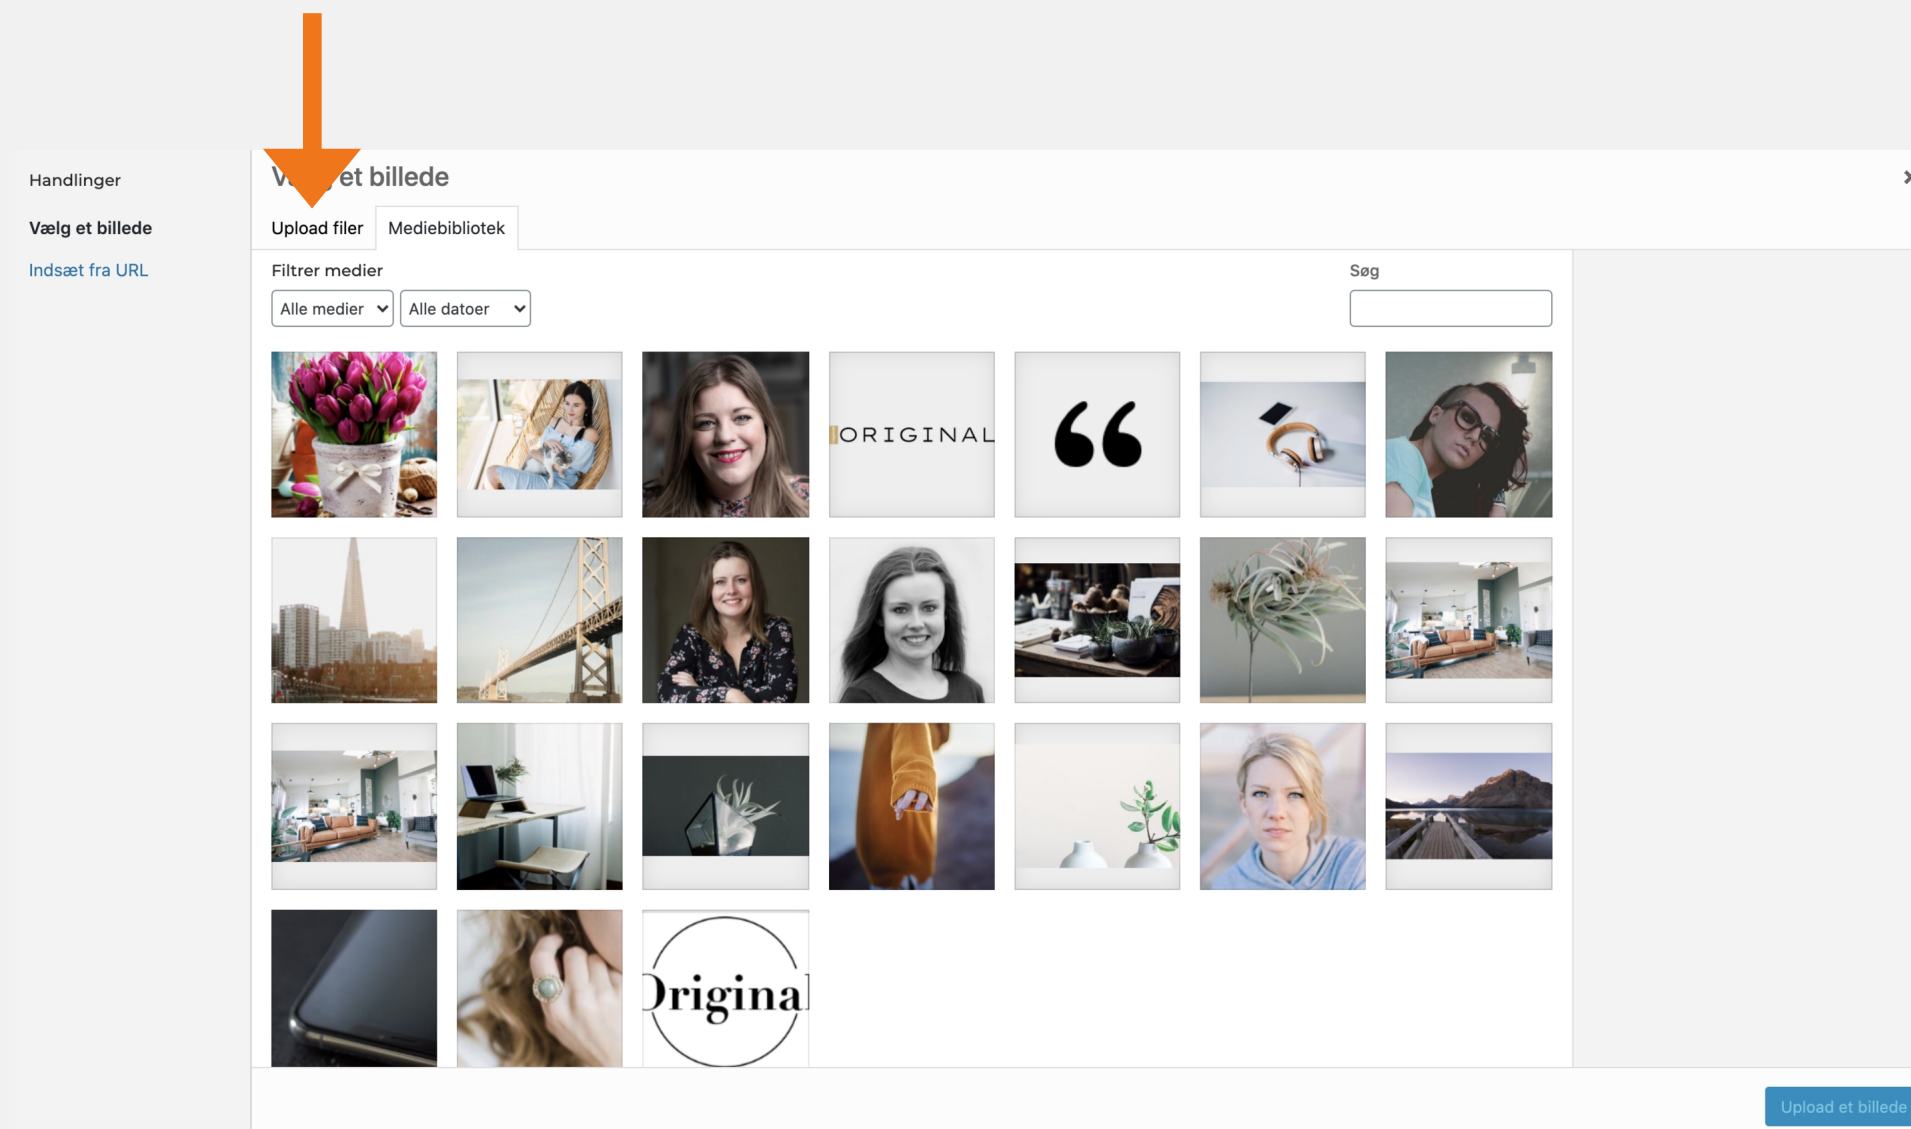 Handlinger
Vælg et billede
Indsæt fra URL
et billede
Upload filer
Mediebibliotek
Filtrer medier
Søg
Alle medier
Alle datoer
ORIGINAL
“
Original
Upload et billede